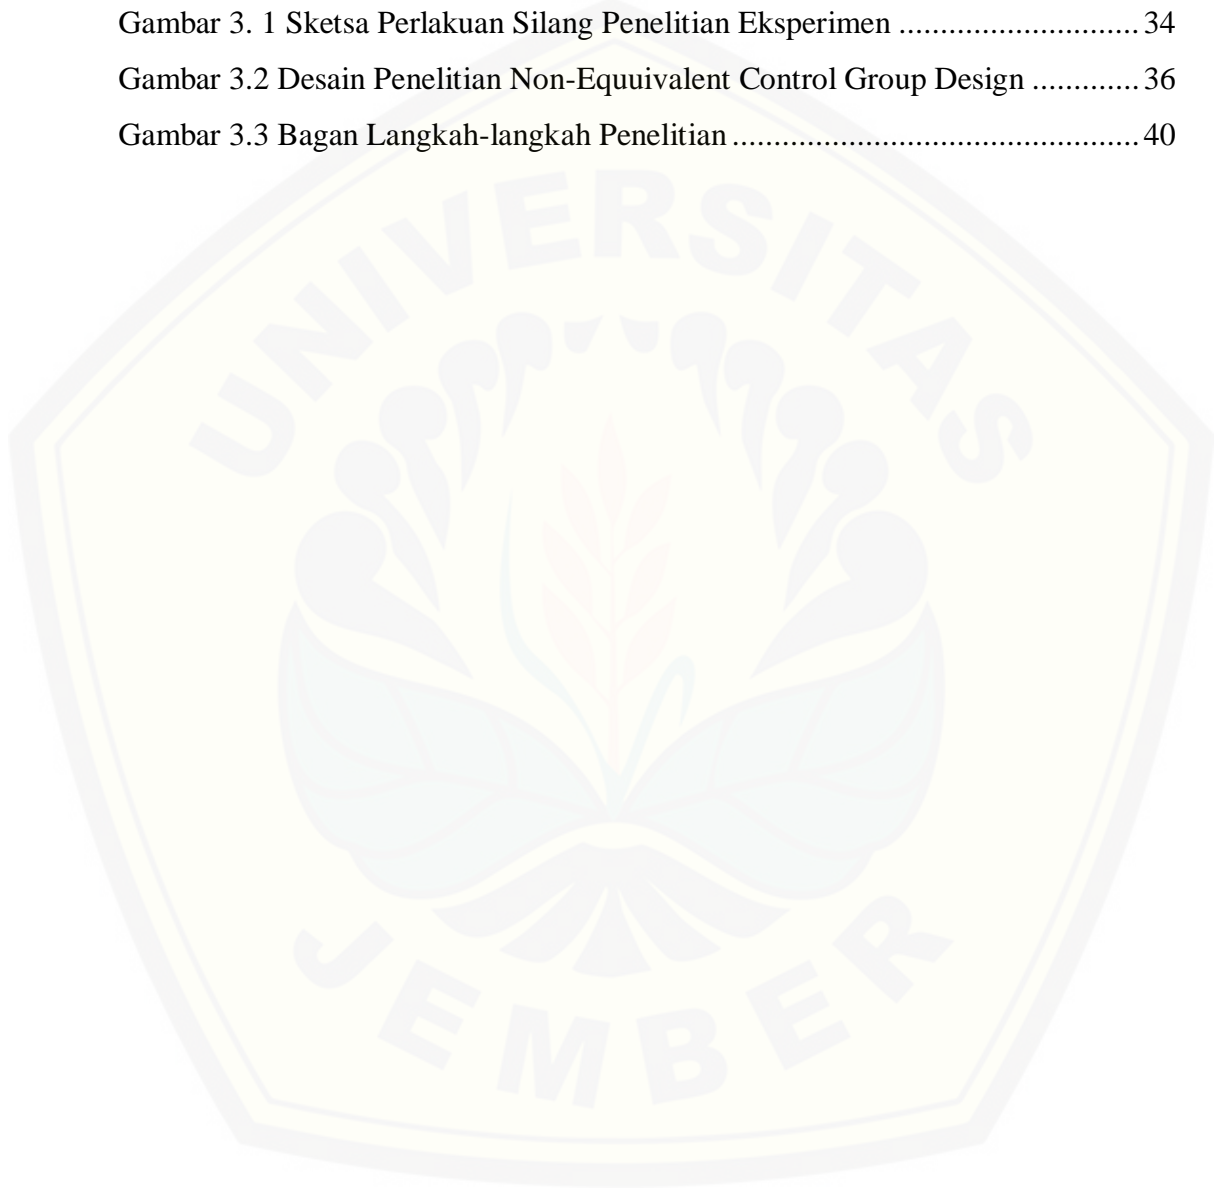 Gambar 3. 1 Sketsa Perlakuan Silang Penelitian Eksperimen ............................. 34
Gambar 3.2 Desain Penelitian Non-Equuivalent Control Group Design ............. 36
Gambar 3.3 Bagan Langkah-langkah Penelitian ................................................. 40
UNIVERSITAS
JEMBER